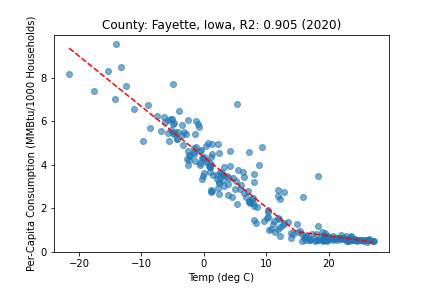 County: Fayette, Iowa, R2: 0.905 (2020)
Per-Capita Consumption (MMBtu/1000 Households)
8
6
4
2
0
−20 −10 0 10 20
Temp (deg C)